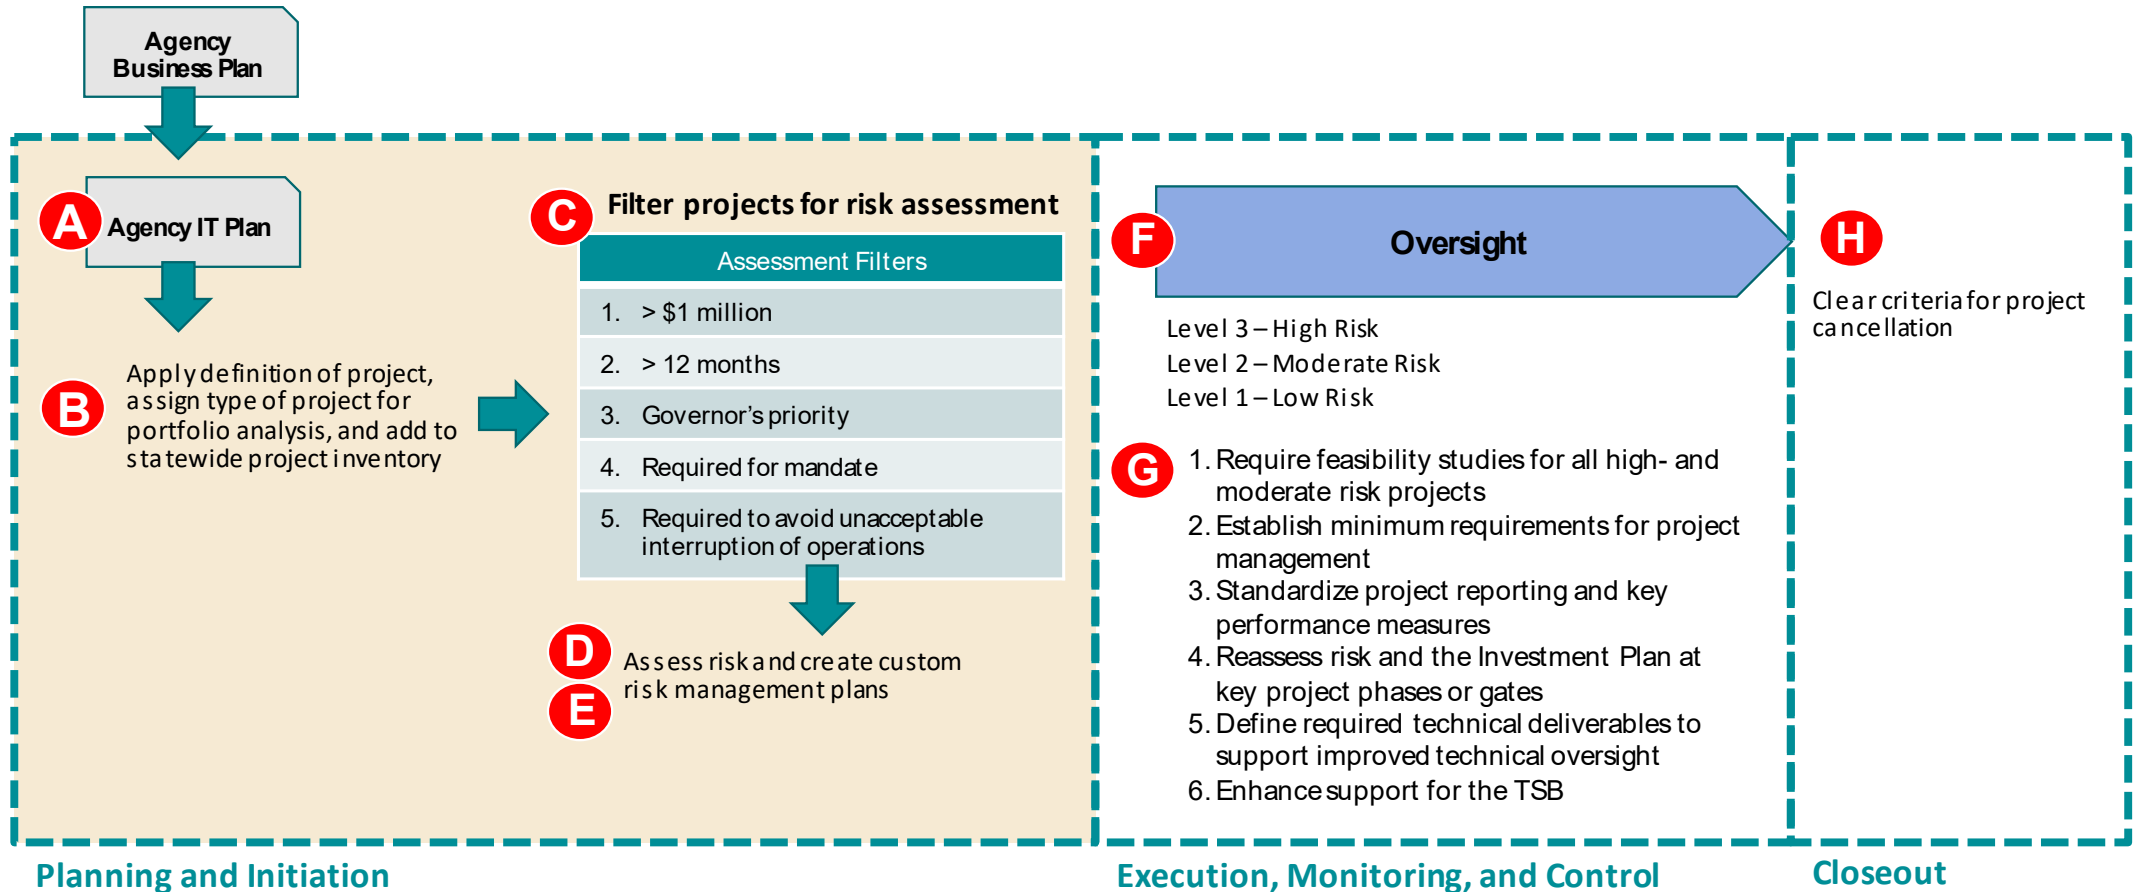 Agency
Business Plan
A
Agency IT Plan
B
Apply definition of project,
assign type of project for
portfolio analysis, and add to
statewide project inventory
C
Filter projects for risk assessment
Assessment Filters
1. > $1 million
2. > 12 months
3. Governor's priority
4. Required for mandate
5. Required to avoid unacceptable
interruption of operations
D
E
Assess risk and create custom
risk management plans
Planning and Initiation
F
Oversight
Level 3 – High Risk
Level 2 – Moderate Risk
Level 1 – Low Risk
G
1. Require feasibility studies for all high- and
moderate risk projects
2. Establish minimum requirements for project
management
3. Standardize project reporting and key
performance measures
4. Reassess risk and the Investment Plan at
key project phases or gates
5. Define required technical deliverables to
support improved technical oversight
6. Enhance support for the TSB
Execution, Monitoring, and Control
H
Clear criteria for project
cancellation
Closeout